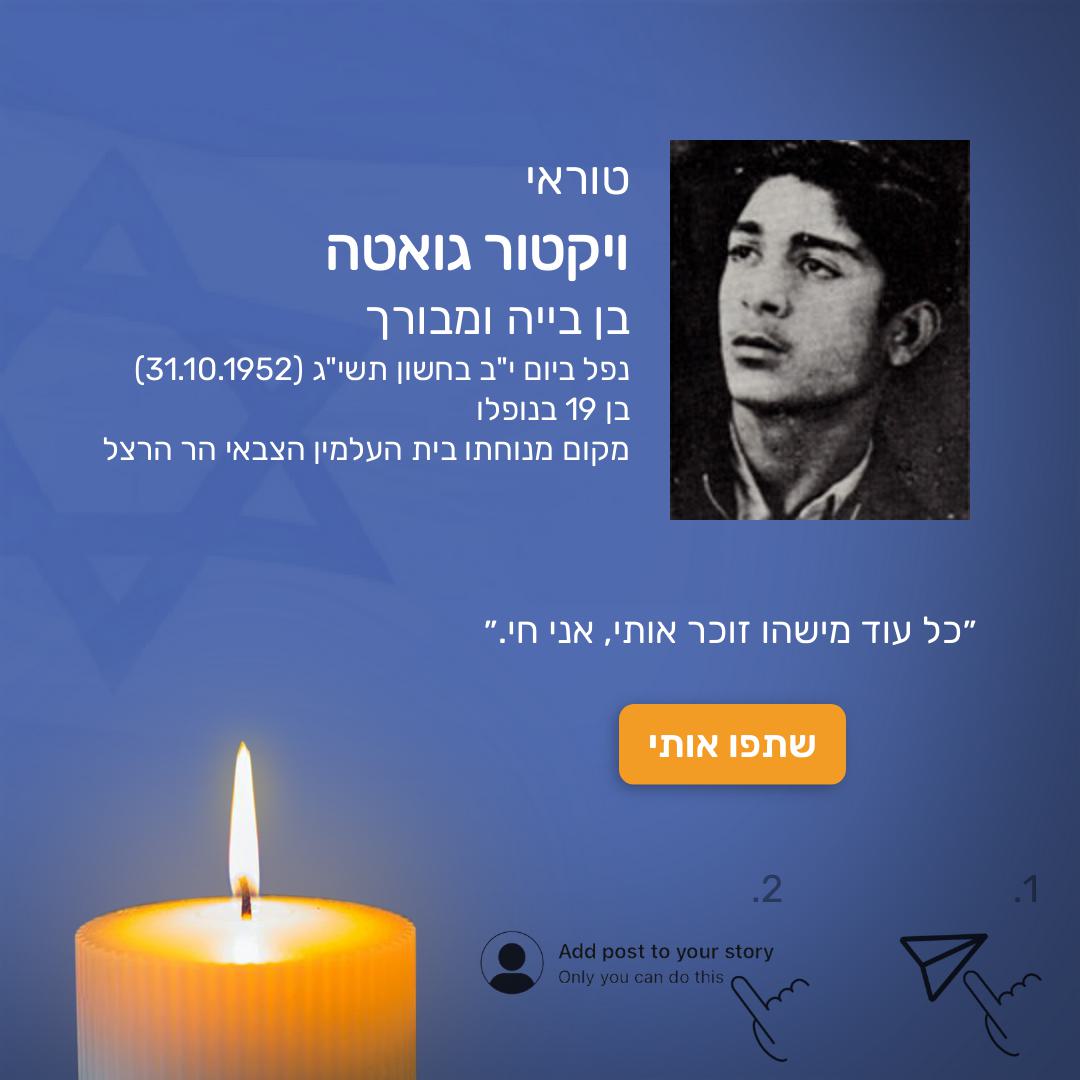 טוראי
ויקטור גואטה
בן בייה ומבורך
נפל ביום י"ב בחשון תשי"ג (31.10.1952)
בן 19 בנופלו
מקום מנוחתו בית העלמין הצבאי הר הרצל
״כל עוד מישהו זוכר אותי, אני חי.״
שתפו אותי
1.
2.
Add post to your story
Only you can do this